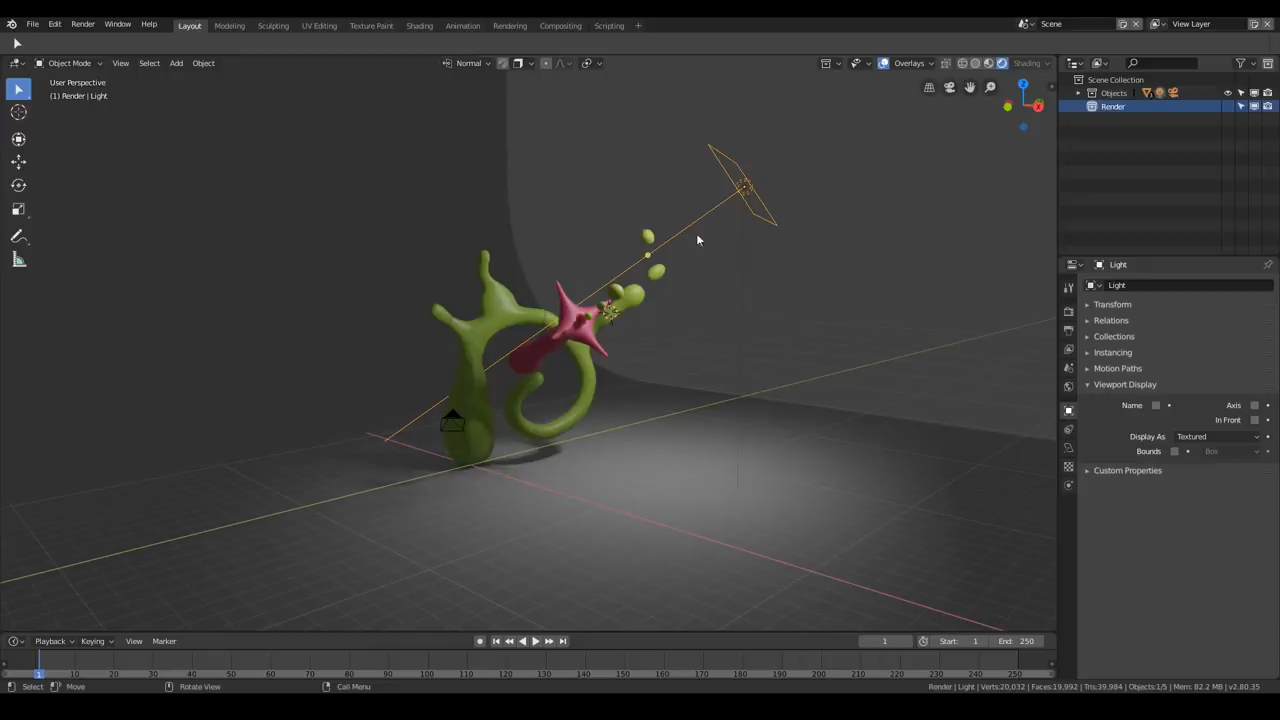 File Edit Render Window Help Layout Modeling Sculpting UV Editing Texture Paint Shading Animation Rendering Compositing Scripting + Scene View Layer
Object Mode View Select Add Object Normal Overlays Shading
User Perspective
(1) Render | Light
Scene Collection
Objects
Render
Light
Light
Transform
Relations
Collections
Instancing
Motion Paths
Viewport Display
Name Axis
In Front
Display As Textured
Bounds Box
Custom Properties
Playback Keying View Marker 1 Start: 1 End: 250
1 10 20 30 40 50 60 70 80 90 100 110 120 130 140 150 160 170 180 190 200 210 220 230 240 250
Select Move Rotate View Call Menu Render | Light | Verts:20,032 | Faces:19,992 | Tris:39,984 | Objects:1/5 | Mem: 82.2 MB | v2.80.35